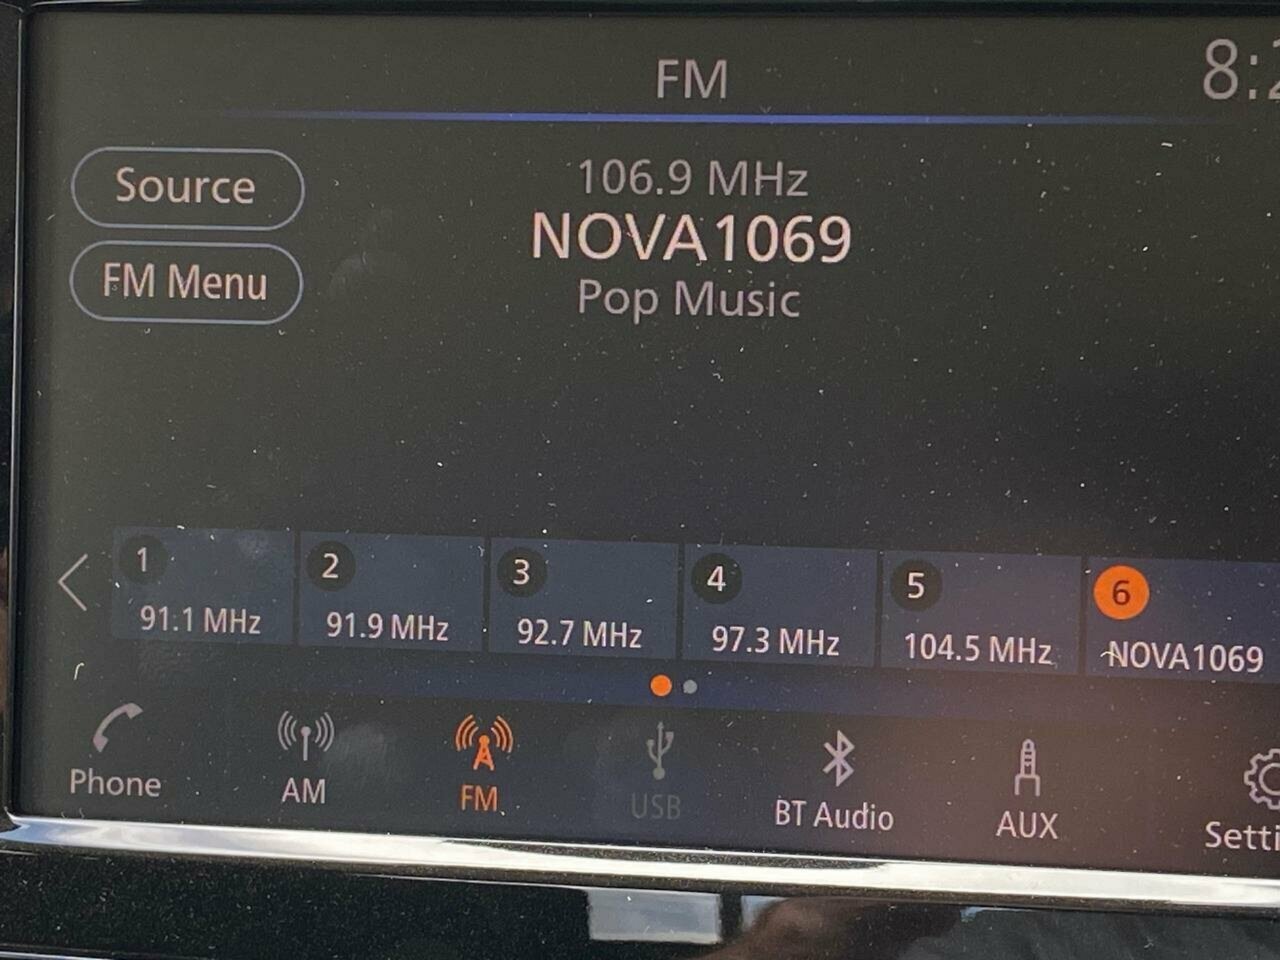 FM
8:2
Source
106.9 MHz
NOVA1069
FM Menu
Pop Music
1
2
3
4
5
6
91.1 MHz
91.9 MHz
92.7 MHz
97.3 MHz
104.5 MHz
NOVA1069
Phone
AM
FM
USB
BT Audio
AUX
Setti